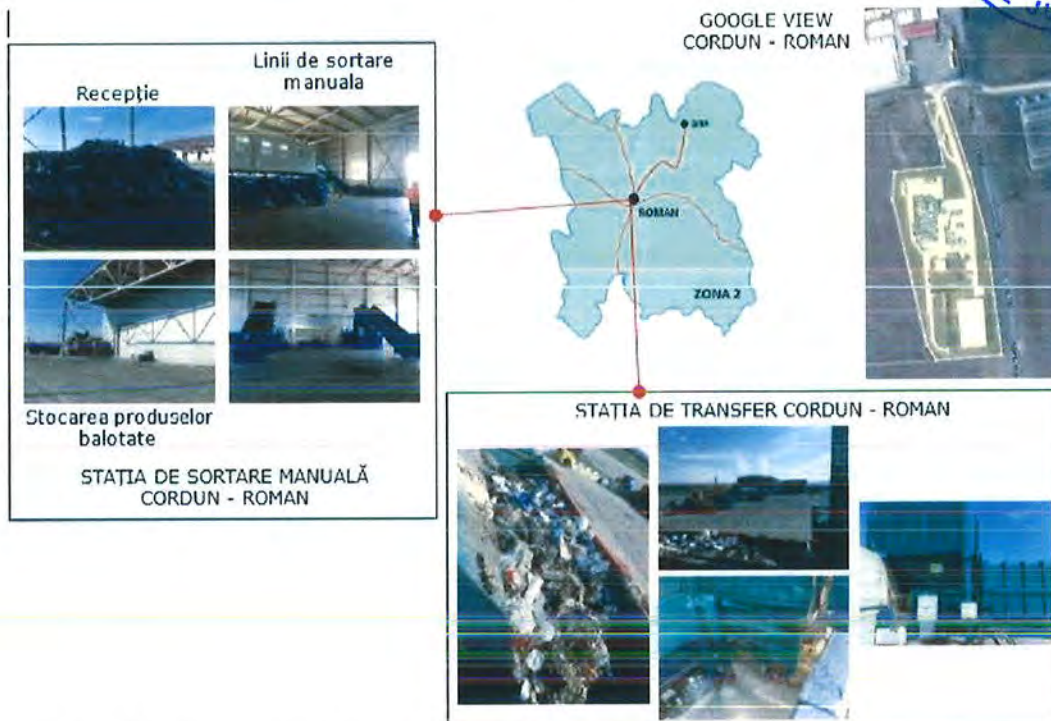 GOOGLE VIEW
CORDUN - ROMAN
Recepție
Linii de sortare
manuala
Stocarea produselor
balotate
STAȚIA DE SORTARE MANUALĂ
CORDUN - ROMAN
ROMAN
ZONA 2
STAȚIA DE TRANSFER CORDUN - ROMAN